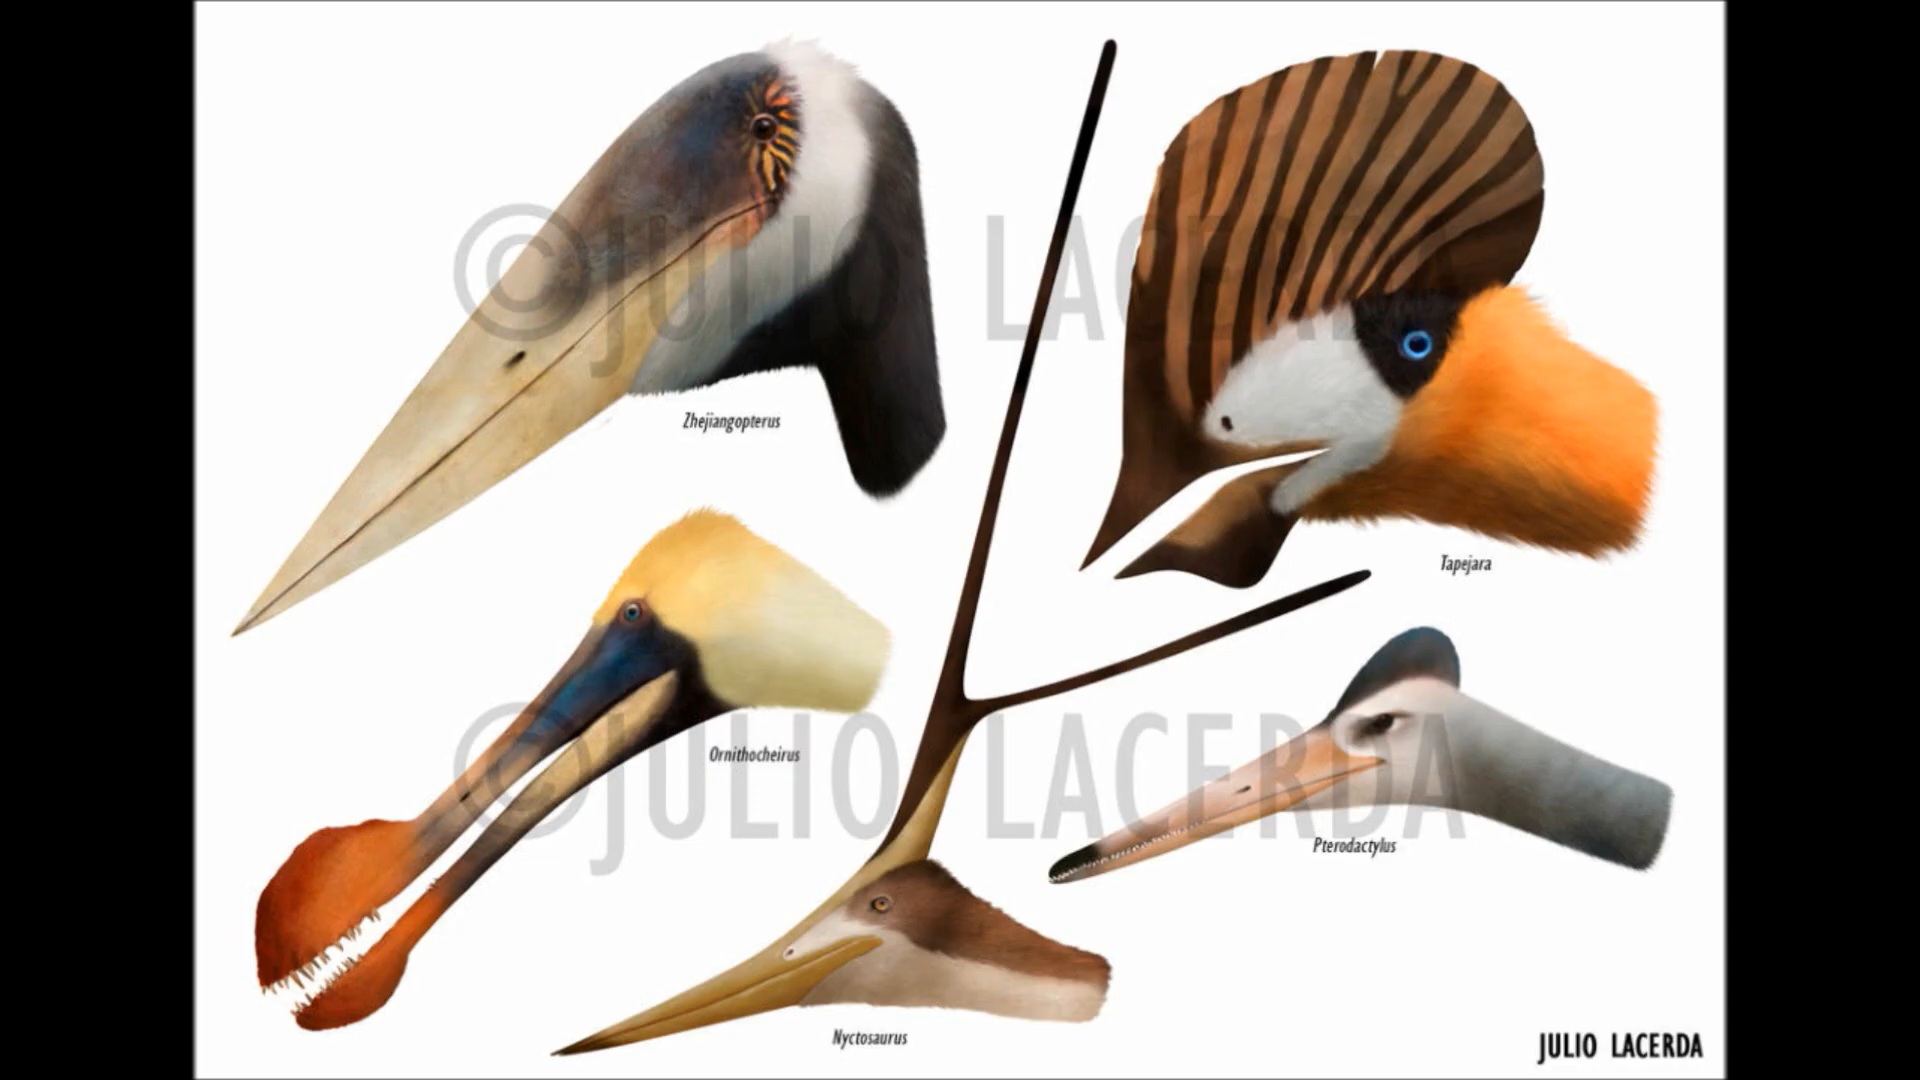 ©JULIO LACERDA
Zhejiangopterus
Tapejara
©JULIO LACERDA
Ornithocheirus
Pterodactylus
Nyctosaurus
JULIO LACERDA